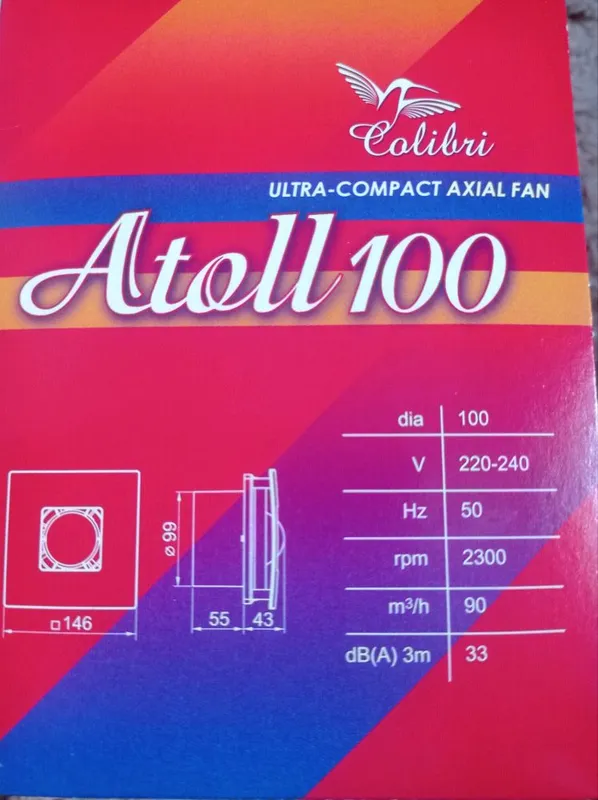 Colibri
ULTRA-COMPACT AXIAL FAN
Atoll 100
dia 100
V 220-240
Hz 50
rpm 2300
m³/h 90
dB(A) 3m 33
ø 99
55 43
□146